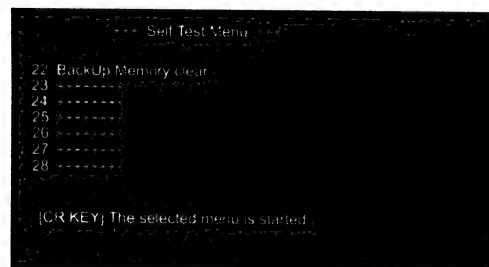 Self Test Menu
22 BackUp Memory clear
23 --------
24 --------
25 --------
26 --------
27 --------
28 --------
[CR KEY] The selected menu is started